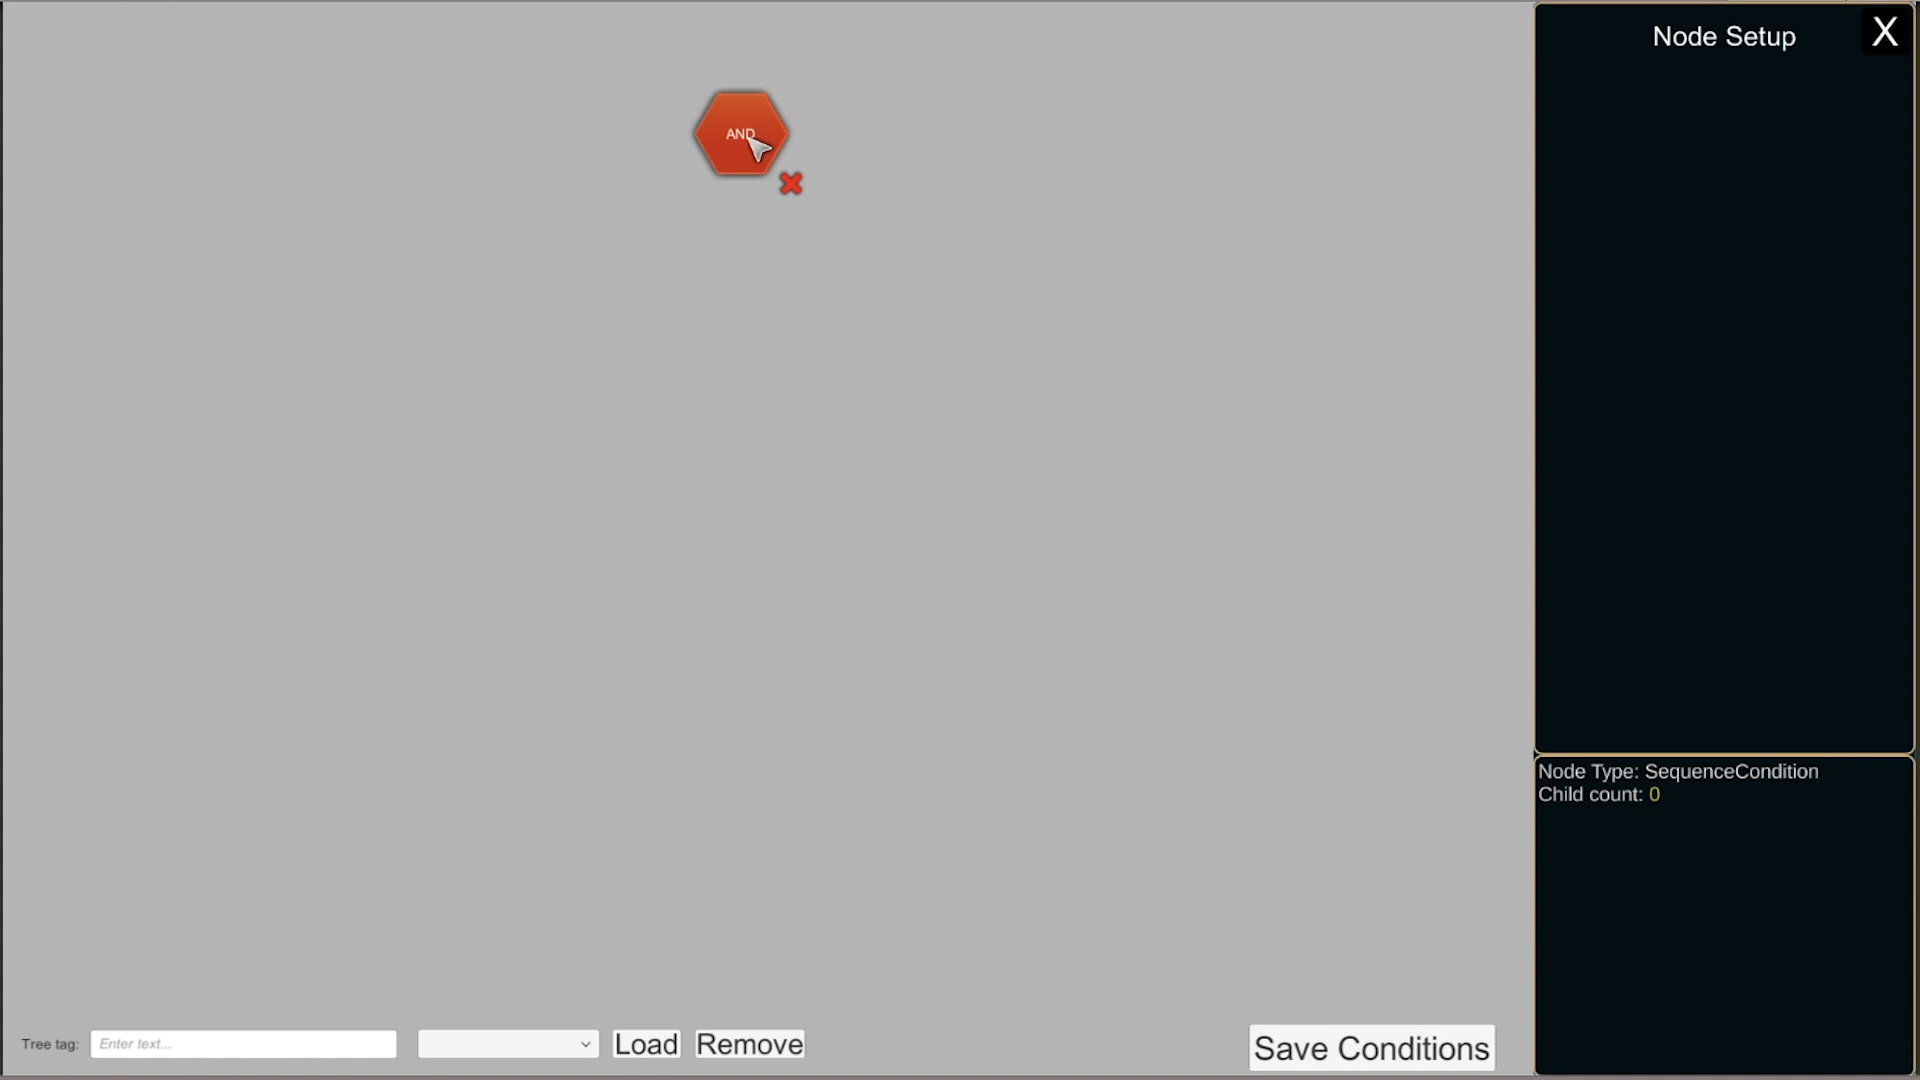 Node Setup
X
AND
Node Type: SequenceCondition
Child count: 0
Tree tag:
Enter text...
Load
Remove
Save Conditions